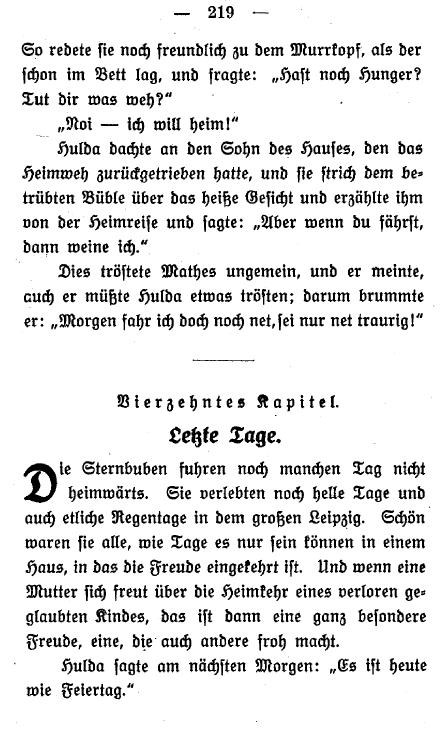 — 219 —
So redete sie noch freundlich zu dem Murrkopf, als der
schon im Bett lag, und fragte: „Hast noch Hunger?
Tut dir was weh?“
„Noi — ich will heim!“
Hulda dachte an den Sohn des Hauses, den das
Heimweh zurückgetrieben hatte, und sie strich dem be-
trübten Büble über das heiße Gesicht und erzählte ihm
von der Heimreise und sagte: „Aber wenn du fährst,
dann weine ich.“
Dies tröstete Mathes ungemein, und er meinte,
auch er müßte Hulda etwas trösten; darum brummte
er: „Morgen fahr ich doch noch net, sei nur net traurig!“
Vierzehntes Kapitel.
Letzte Tage.
Die Sternbuben fuhren noch manchen Tag nicht
heimwärts. Sie verlebten noch helle Tage und
auch etliche Regentage in dem großen Leipzig. Schön
waren sie alle, wie Tage es nur sein können in einem
Haus, in das die Freude eingekehrt ist. Und wenn eine
Mutter sich freut über die Heimkehr eines verloren ge-
glaubten Kindes, das ist dann eine ganz besondere
Freude, eine, die auch andere froh macht.
Hulda sagte am nächsten Morgen: „Es ist heute
wie Feiertag.“